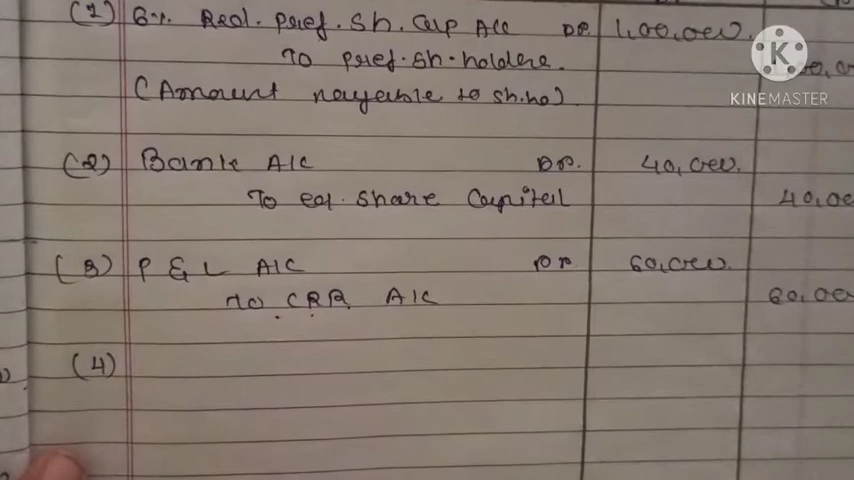 (1) 6% Red. Pref. Sh. Cap A/c Dr. 1,00,000.
To pref. sh. holders.
(Amount payable to sh. ho)
KINEMASTER
(2) Bank A/C Dr. 40,000.
To eq. Share Capital 40,00
(3) P & L A/C Dr. 60,000.
To CRR A/C 60,00
(4)